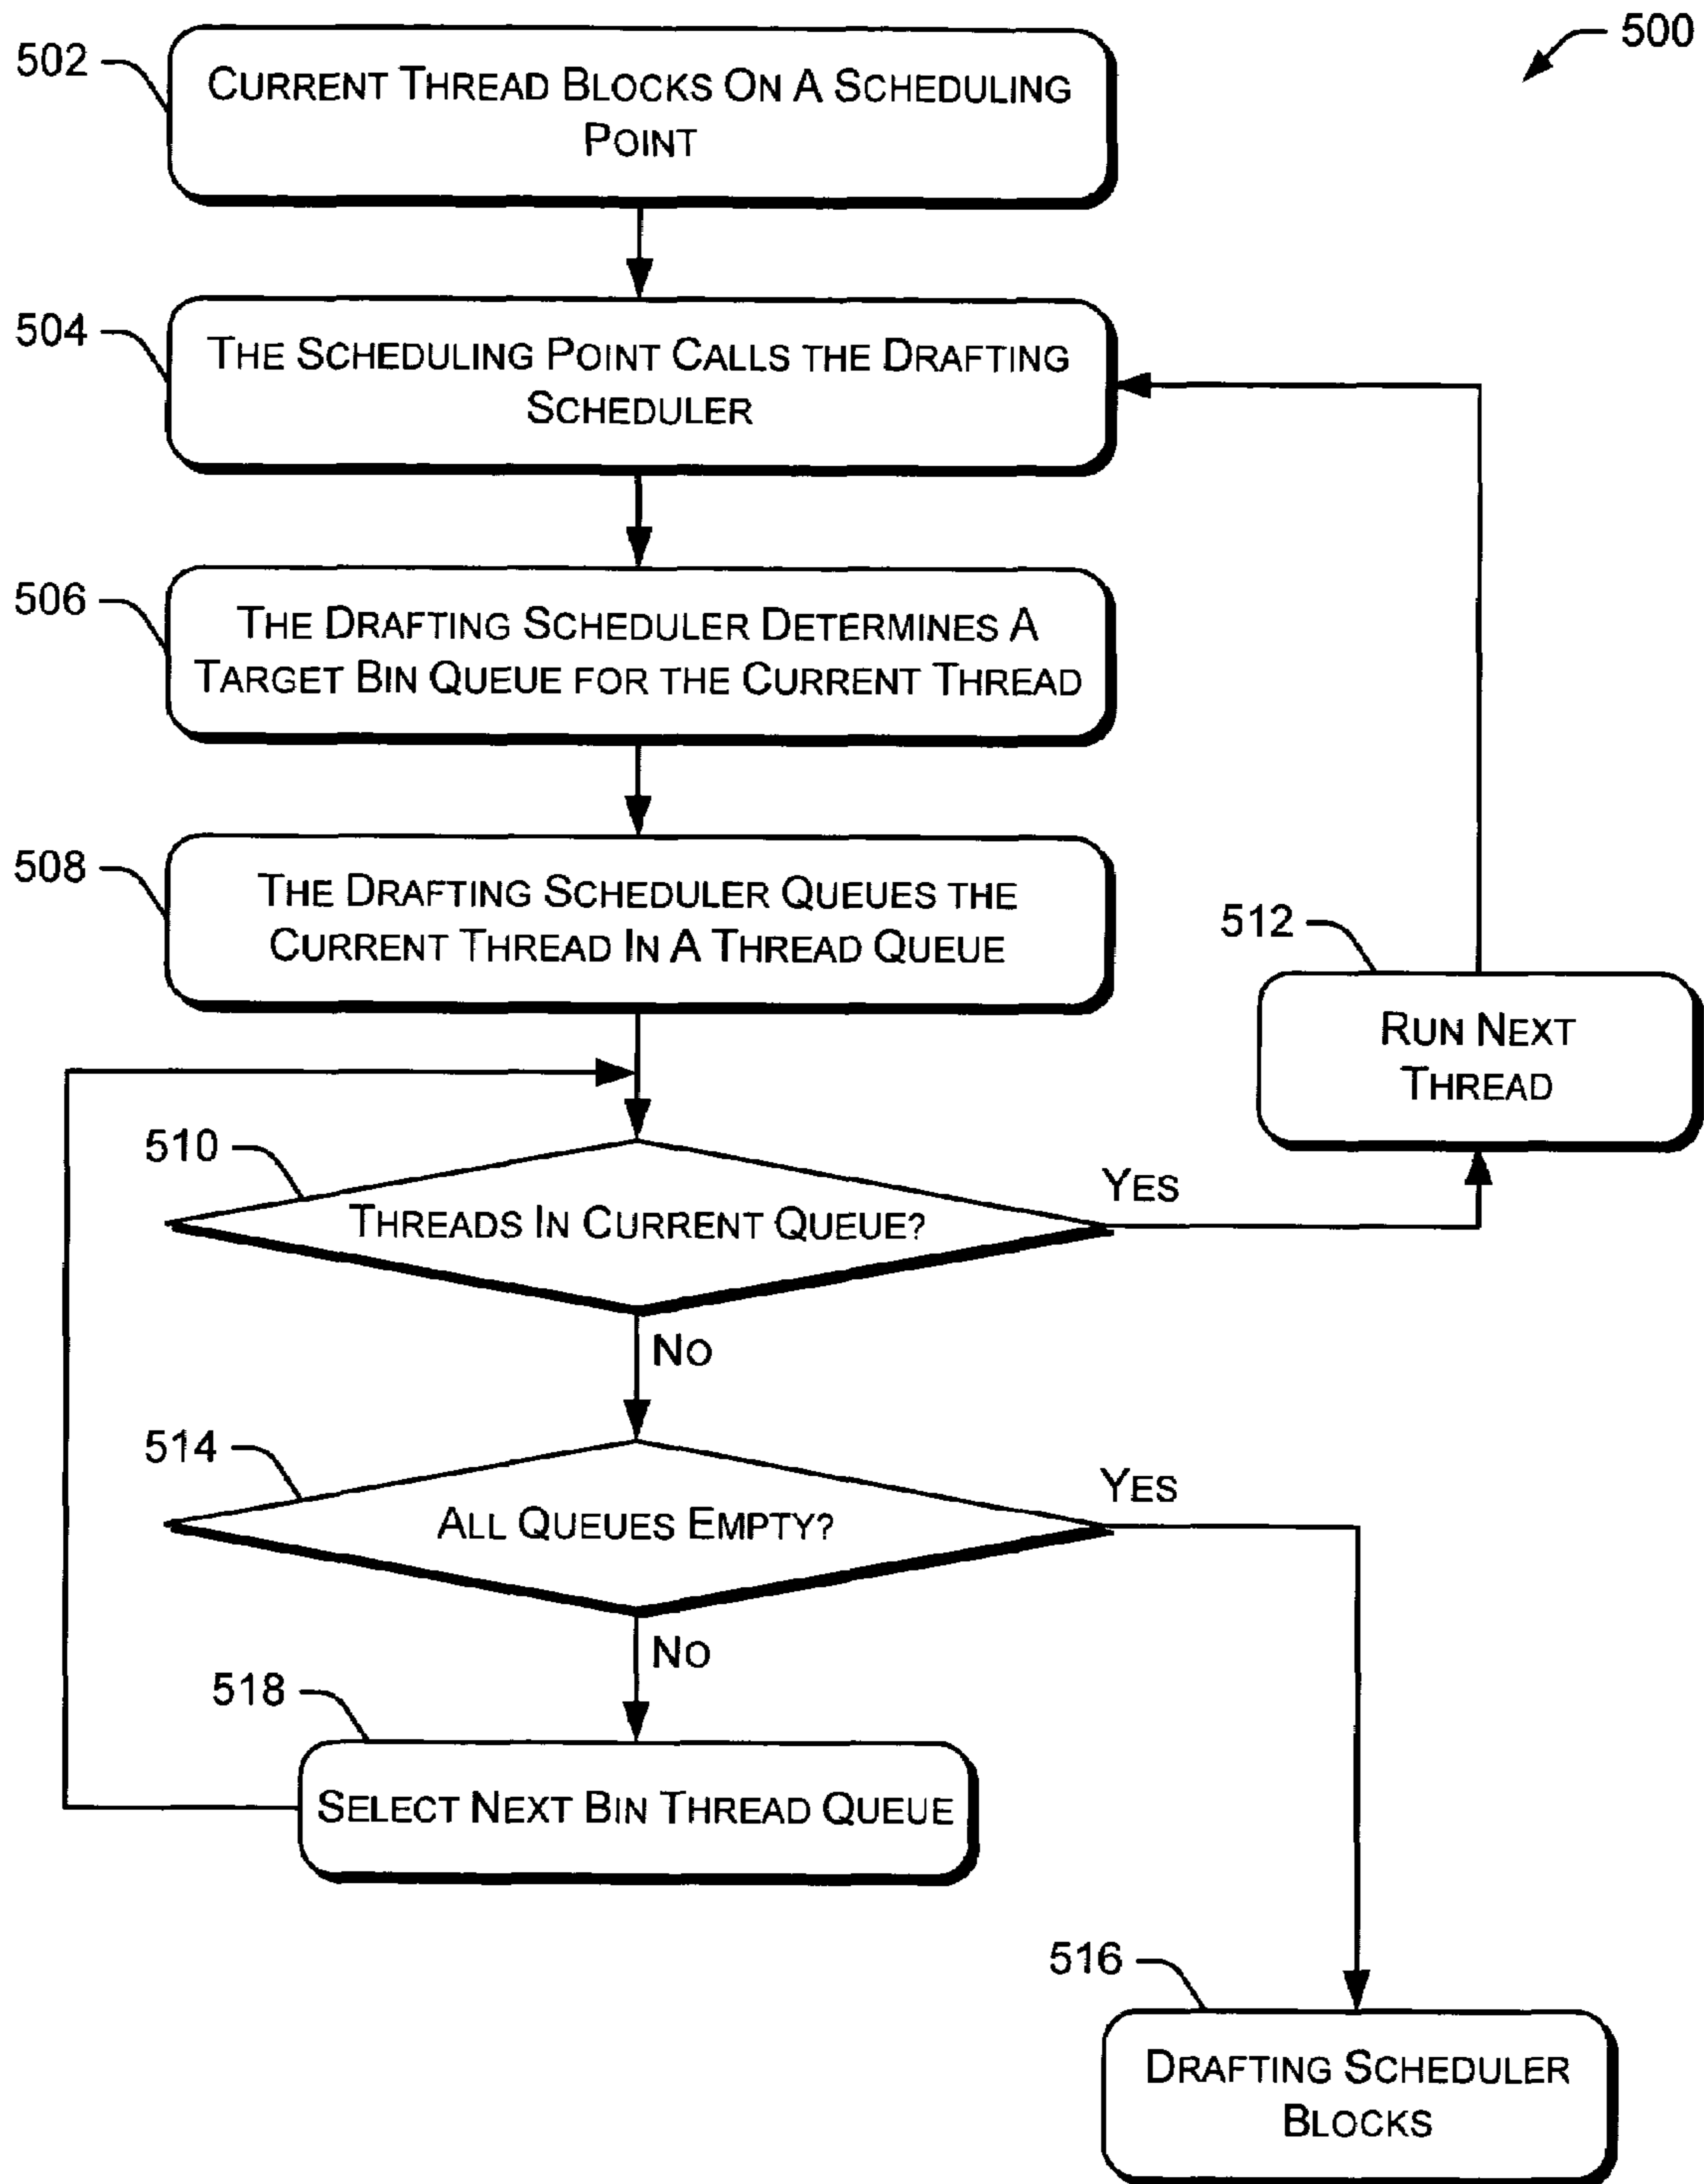 500
502
CURRENT THREAD BLOCKS ON A SCHEDULING
POINT
504
THE SCHEDULING POINT CALLS THE DRAFTING
SCHEDULER
506
THE DRAFTING SCHEDULER DETERMINES A
TARGET BIN QUEUE FOR THE CURRENT THREAD
508
THE DRAFTING SCHEDULER QUEUES THE
CURRENT THREAD IN A THREAD QUEUE
512
RUN NEXT
THREAD
510
THREADS IN CURRENT QUEUE?
YES
NO
514
ALL QUEUES EMPTY?
YES
NO
518
SELECT NEXT BIN THREAD QUEUE
516
DRAFTING SCHEDULER
BLOCKS